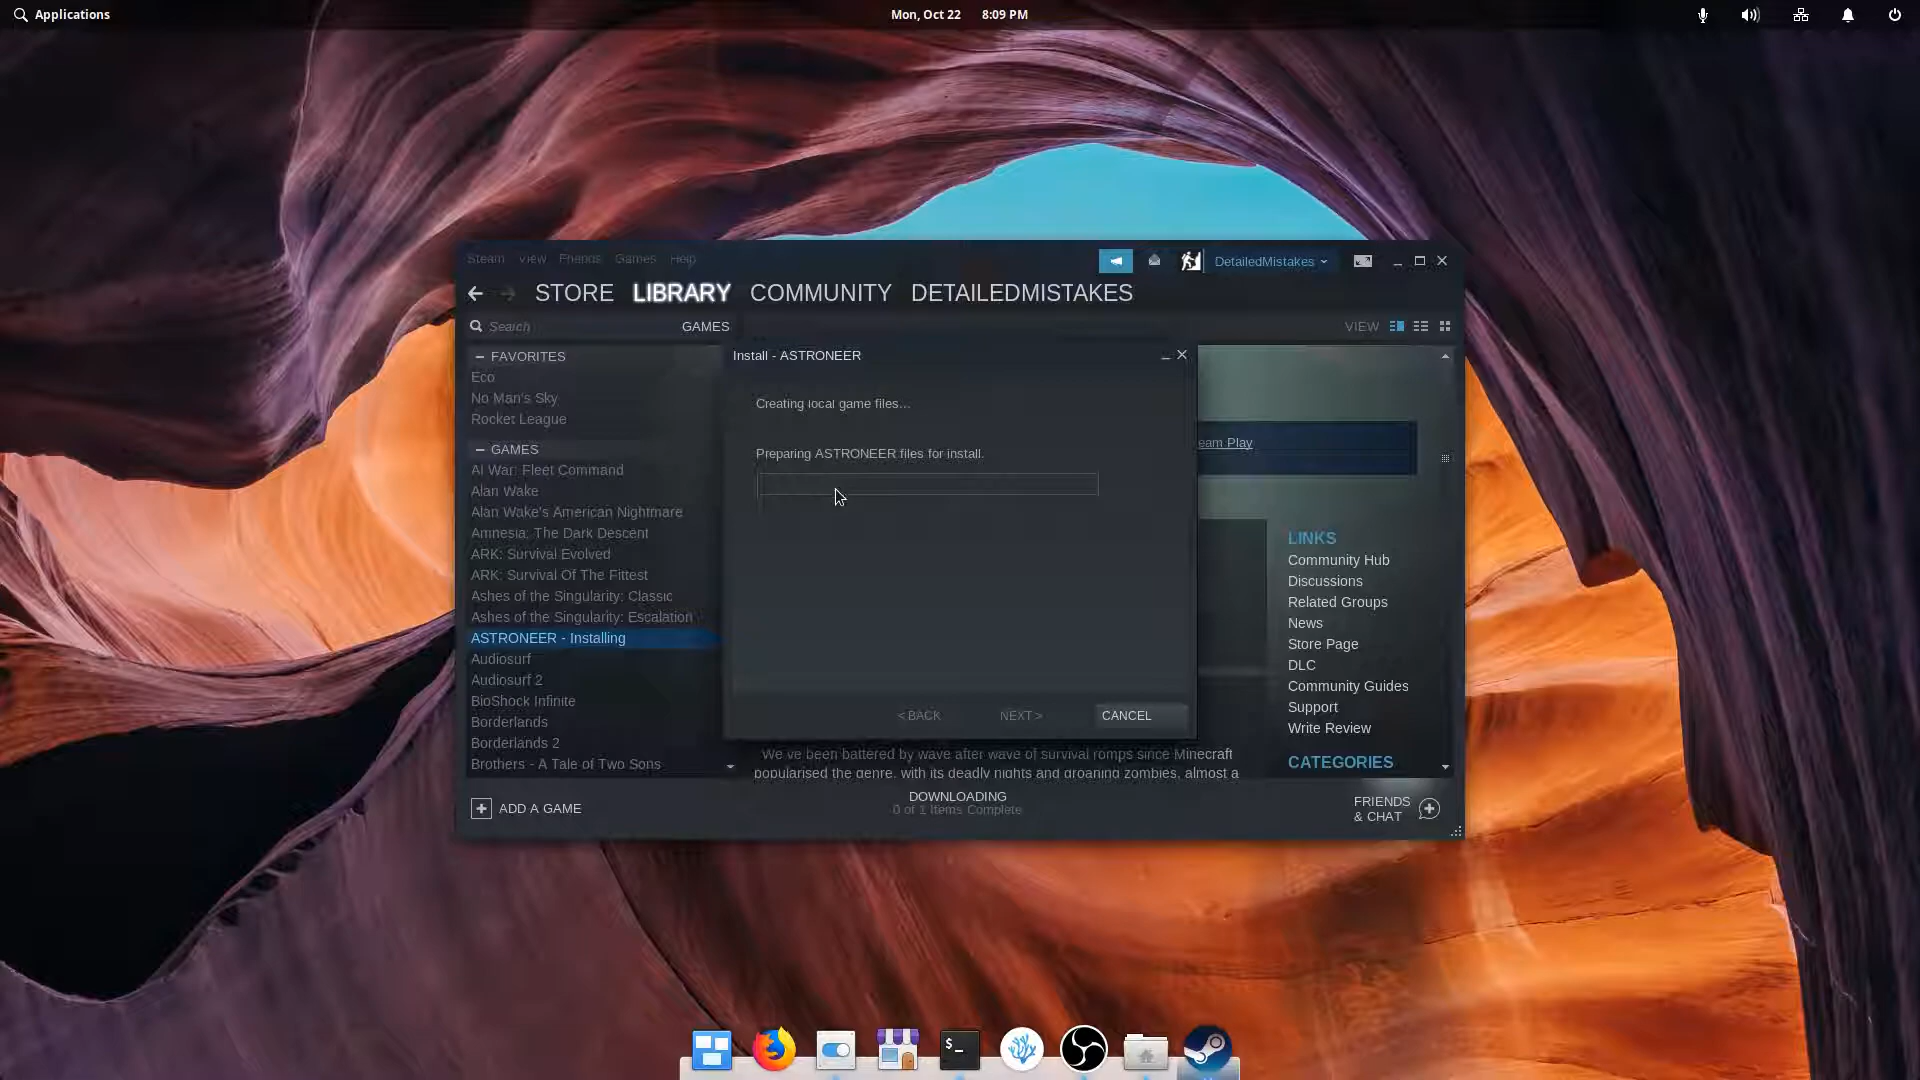 Applications
Mon, Oct 22 8:09 PM
Steam View Friends Games Help
DetailedMistakes
STORE LIBRARY COMMUNITY DETAILEDMISTAKES
Search GAMES VIEW
FAVORITES
Eco
No Man's Sky
Rocket League
GAMES
AI War: Fleet Command
Alan Wake
Alan Wake's American Nightmare
Amnesia: The Dark Descent
ARK: Survival Evolved
ARK: Survival Of The Fittest
Ashes of the Singularity: Classic
Ashes of the Singularity: Escalation
ASTRONEER - Installing
Audiosurf
Audiosurf 2
BioShock Infinite
Borderlands
Borderlands 2
Brothers - A Tale of Two Sons
Install - ASTRONEER
Creating local game files...
Preparing ASTRONEER files for install.
< BACK NEXT > CANCEL
eam Play
LINKS
Community Hub
Discussions
Related Groups
News
Store Page
DLC
Community Guides
Support
Write Review
CATEGORIES
We've been battered by wave after wave of survival romps since Minecraft
popularised the genre, with its deadly nights and groaning zombies, almost a
ADD A GAME
DOWNLOADING
0 of 1 Items Complete
FRIENDS
& CHAT
$_